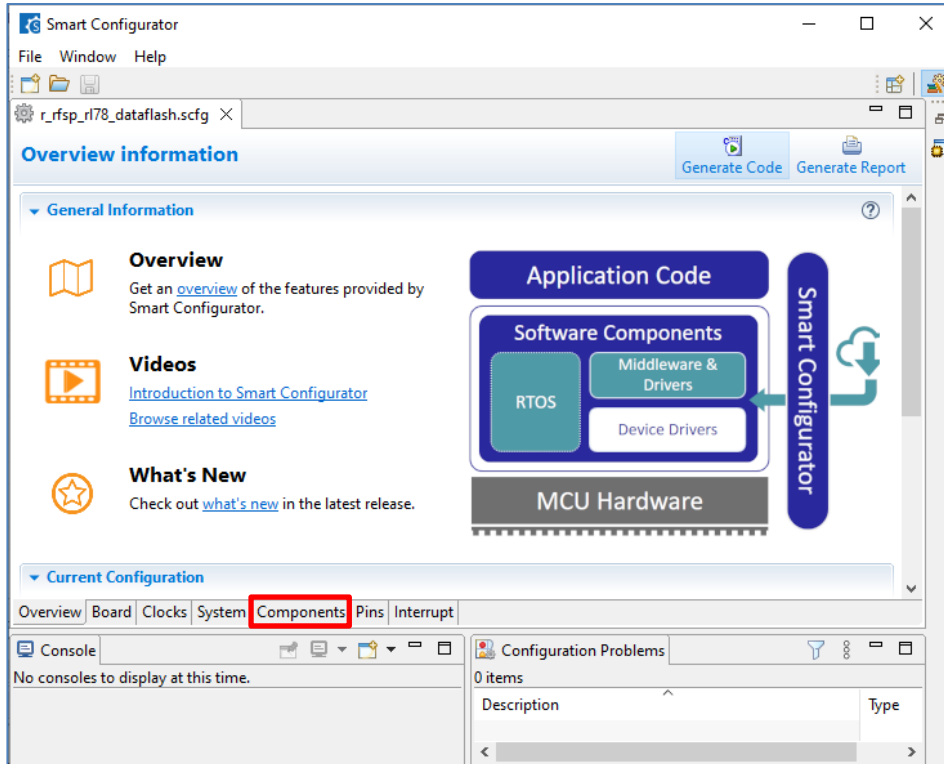 Smart Configurator
File Window Help
r_rfsp_rl78_dataflash.scfg
Overview information
Generate Code Generate Report
General Information
Overview
Get an overview of the features provided by
Smart Configurator.
Videos
Introduction to Smart Configurator
Browse related videos
What's New
Check out what's new in the latest release.
Application Code
Software Components
RTOS
Middleware &
Drivers
Device Drivers
MCU Hardware
Smart Configurator
Current Configuration
Overview Board Clocks System Components Pins Interrupt
Console
No consoles to display at this time.
Configuration Problems
0 items
Description Type